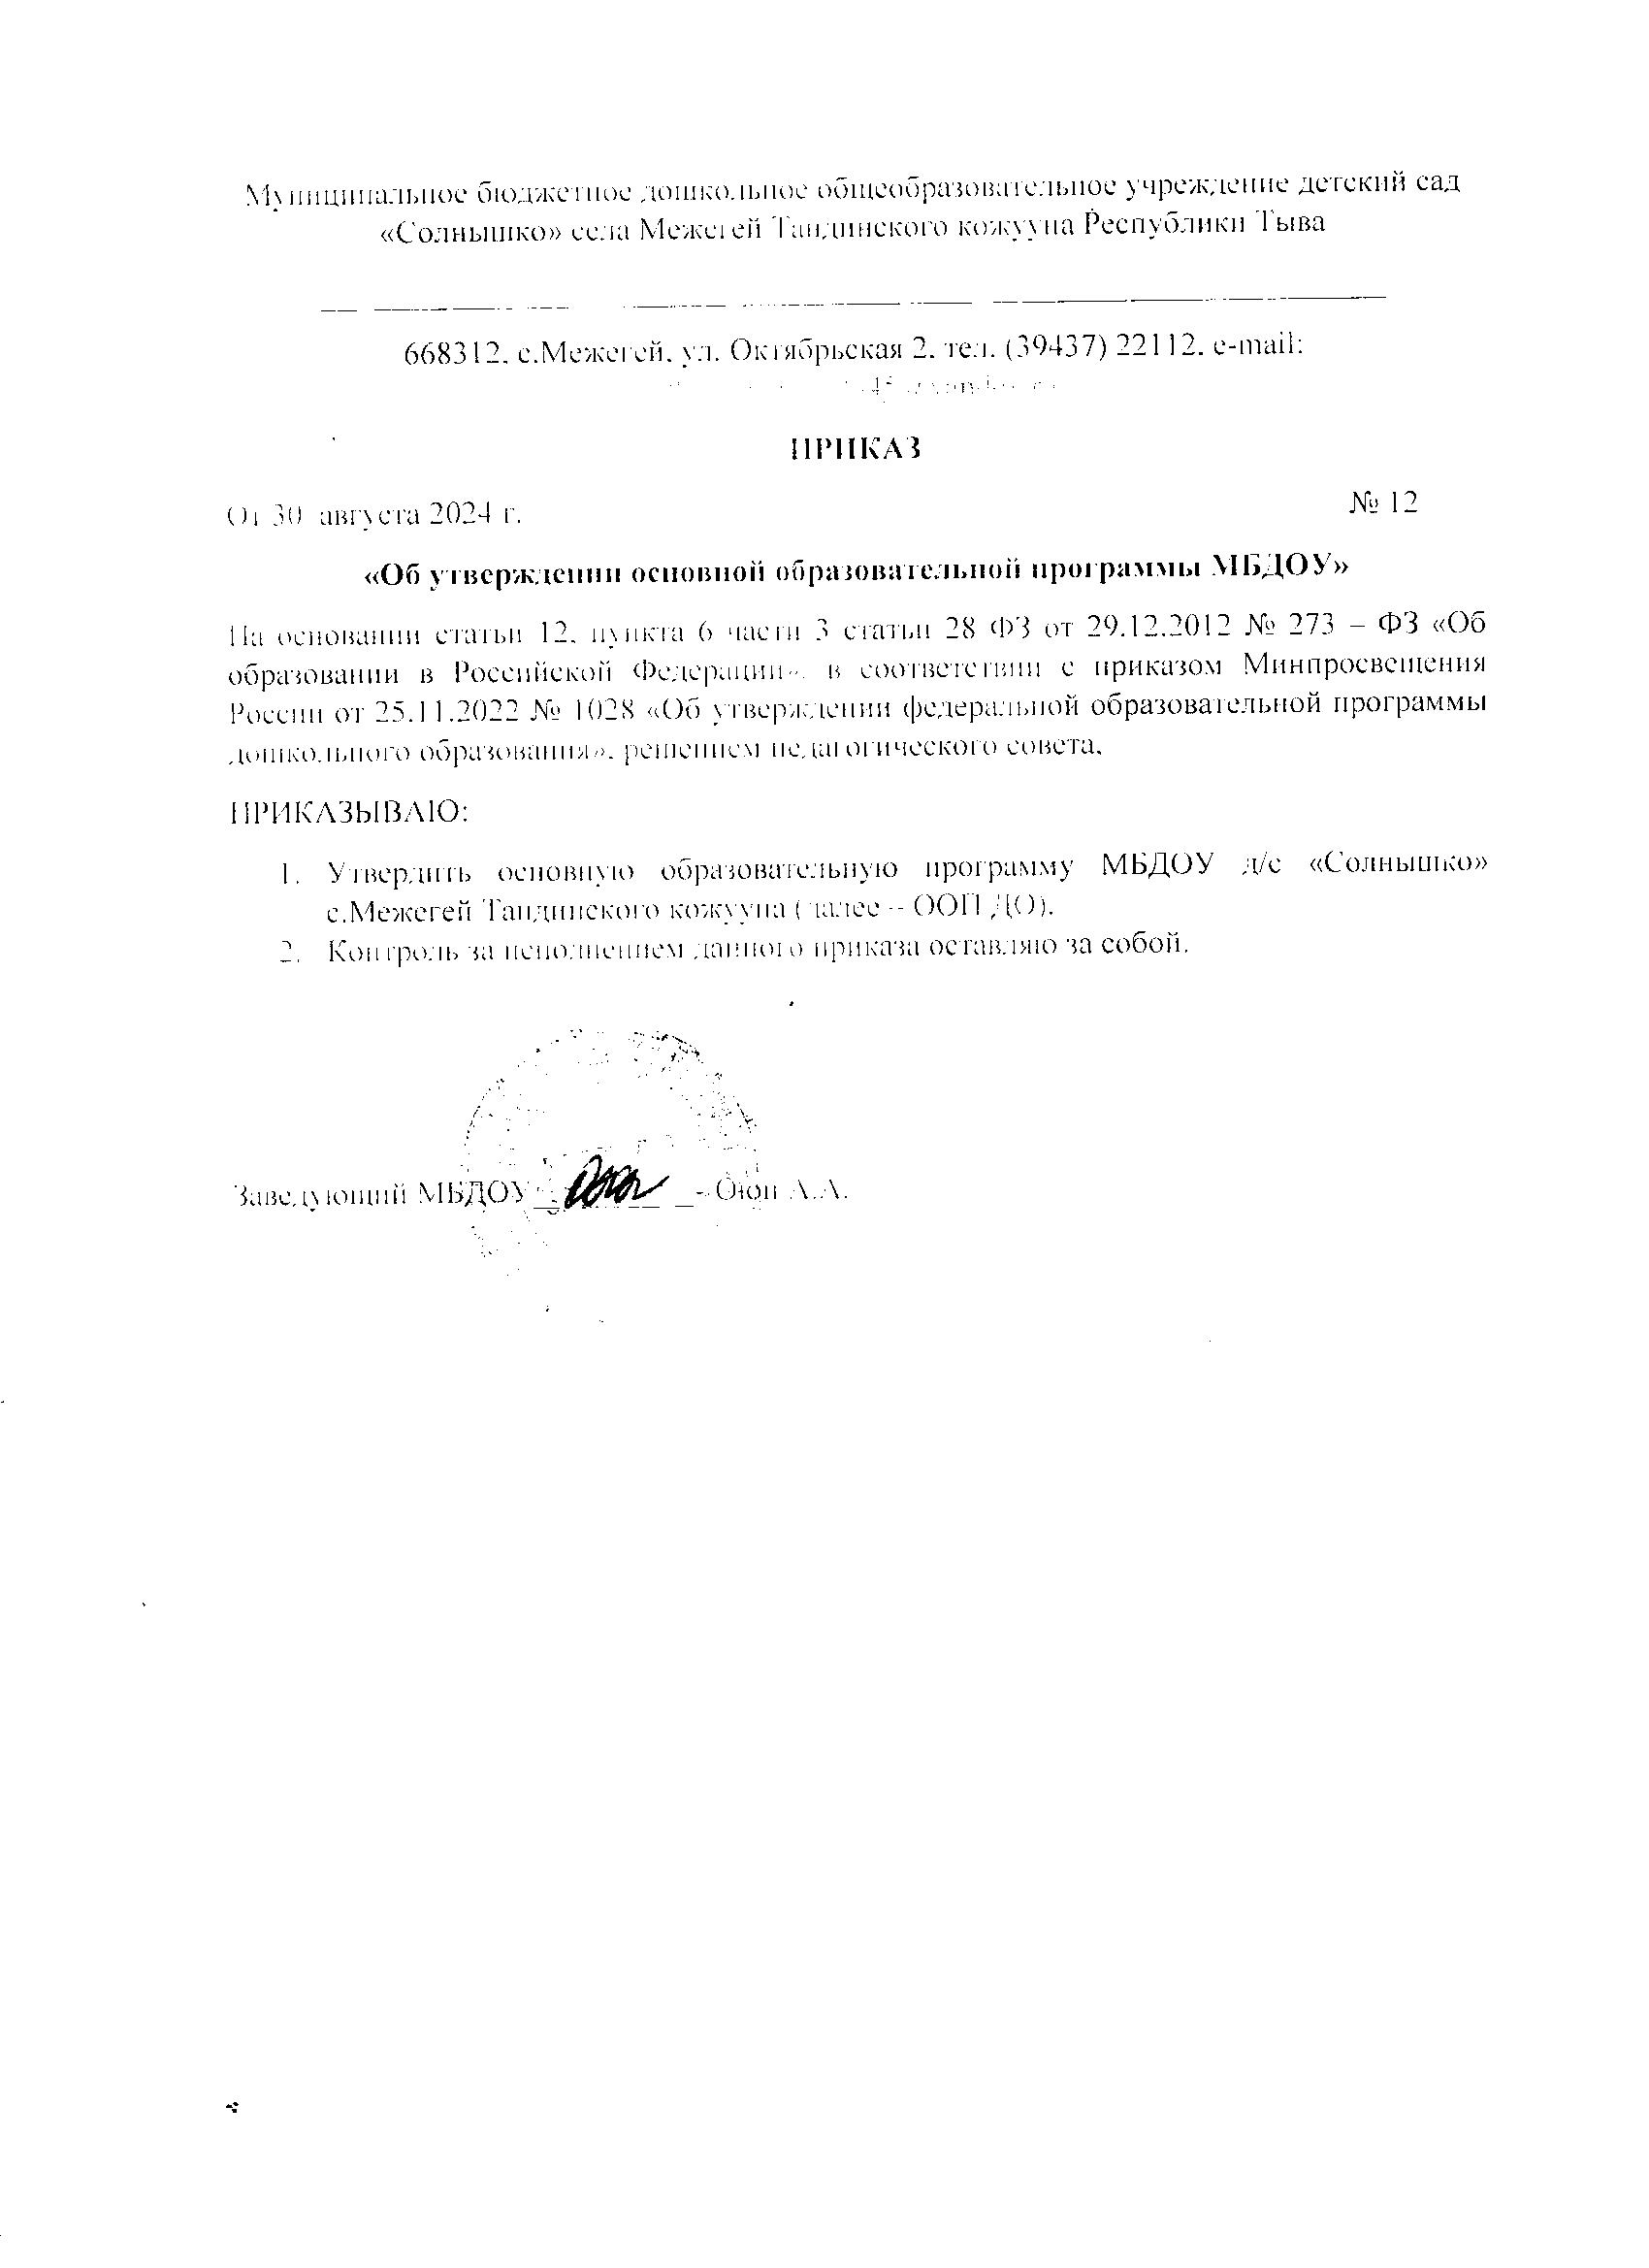 Муниципальное бюджетное дошкольное общеобразовательное учреждение детский сад
«Солнышко» села Межегей Тандинского кожууна Республики Тыва
668312, с.Межегей, ул. Октябрьская 2, тел. (39437) 22112, e-mail:
ПРИКАЗ
От 30 августа 2024 г. № 12
«Об утверждении основной образовательной программы МБДОУ»
На основании статьи 12, пункта 6 части 3 статьи 28 ФЗ от 29.12.2012 № 273 – ФЗ «Об
образовании в Российской Федерации», в соответствии с приказом Минпросвещения
России от 25.11.2022 № 1028 «Об утверждении федеральной образовательной программы
дошкольного образования», решением педагогического совета,
ПРИКАЗЫВАЮ:
1. Утвердить основную образовательную программу МБДОУ д/с «Солнышко»
с.Межегей Тандинского кожууна (далее – ООП ДО).
2. Контроль за исполнением данного приказа оставляю за собой.
Заведующий МБДОУ Ооон А.А.